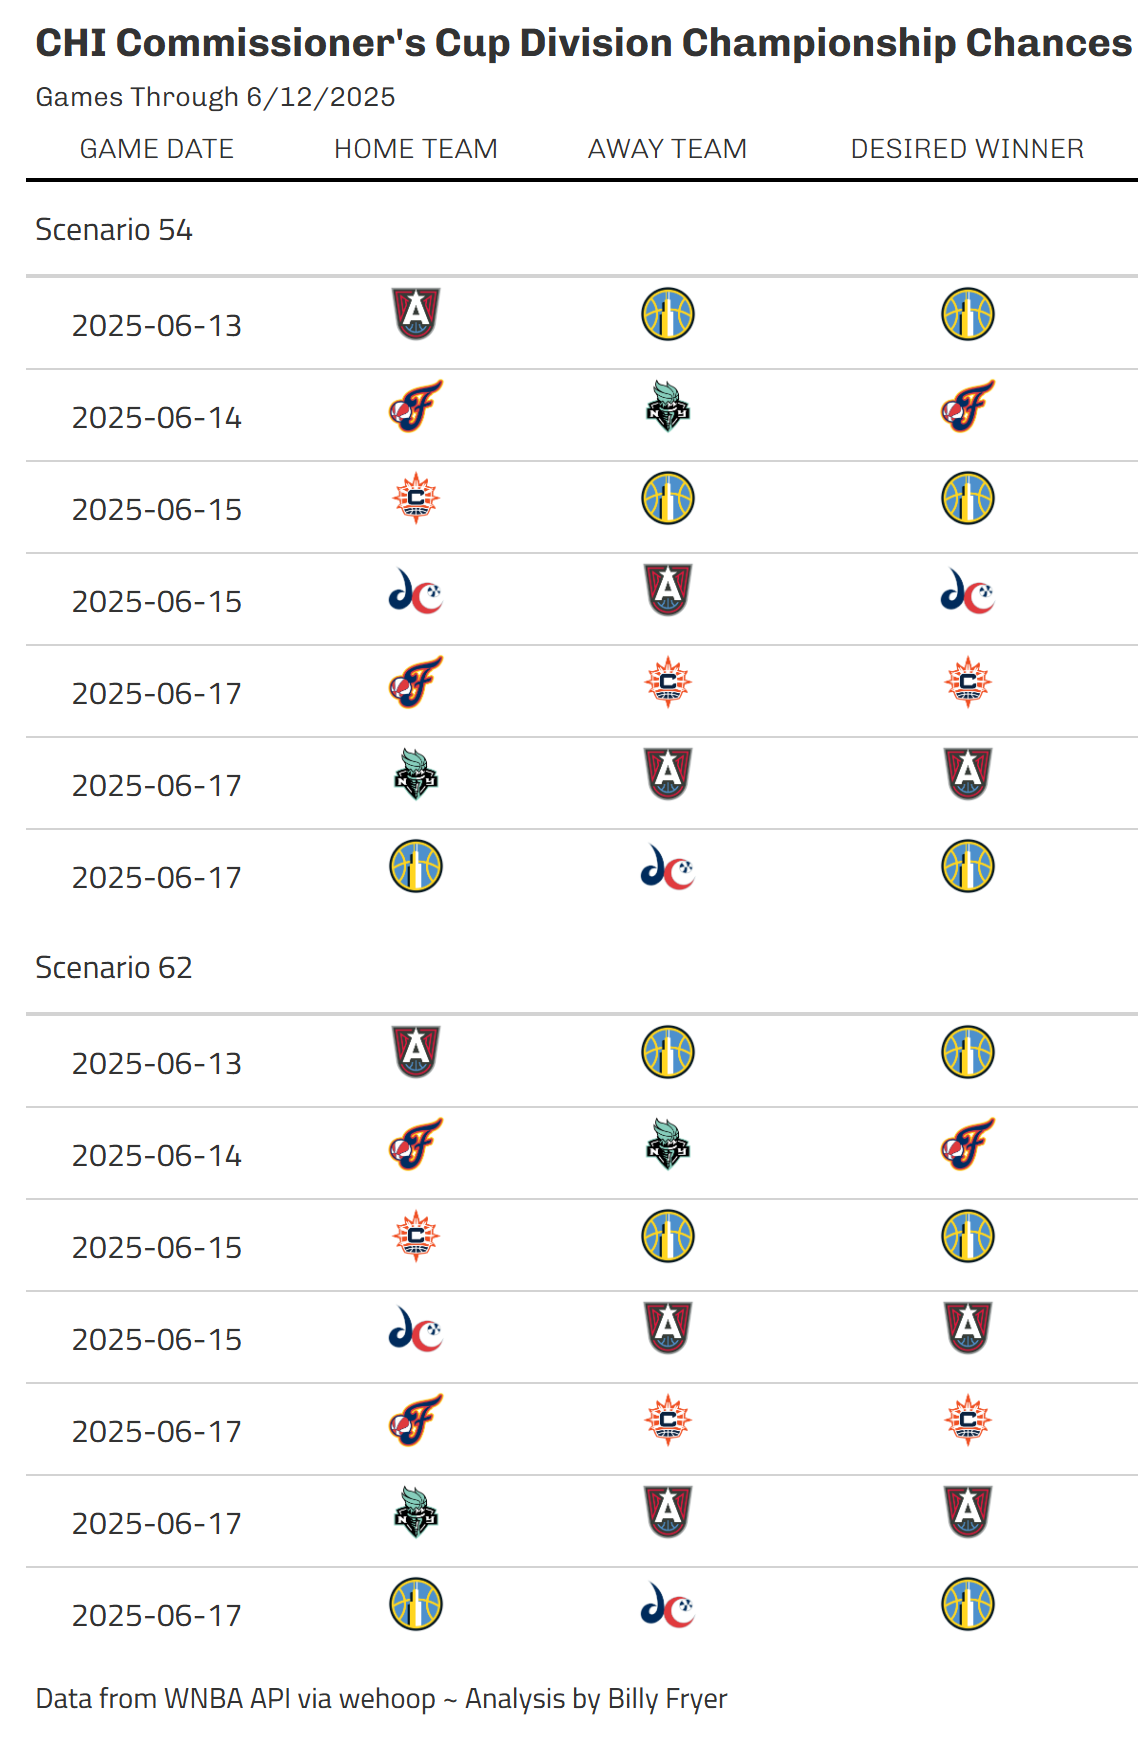 CHI Commissioner's Cup Division Championship Chances
Games Through 6/12/2025
GAME DATE HOME TEAM AWAY TEAM DESIRED WINNER
Scenario 54
2025-06-13 A A
2025-06-14 F NY F
2025-06-15 C
2025-06-15 dc A dc
2025-06-17 F C C
2025-06-17 NY A A
2025-06-17 dc
Scenario 62
2025-06-13 A
2025-06-14 F NY F
2025-06-15 C
2025-06-15 dc A A
2025-06-17 F C C
2025-06-17 NY A A
2025-06-17 dc
Data from WNBA API via wehoop ~ Analysis by Billy Fryer